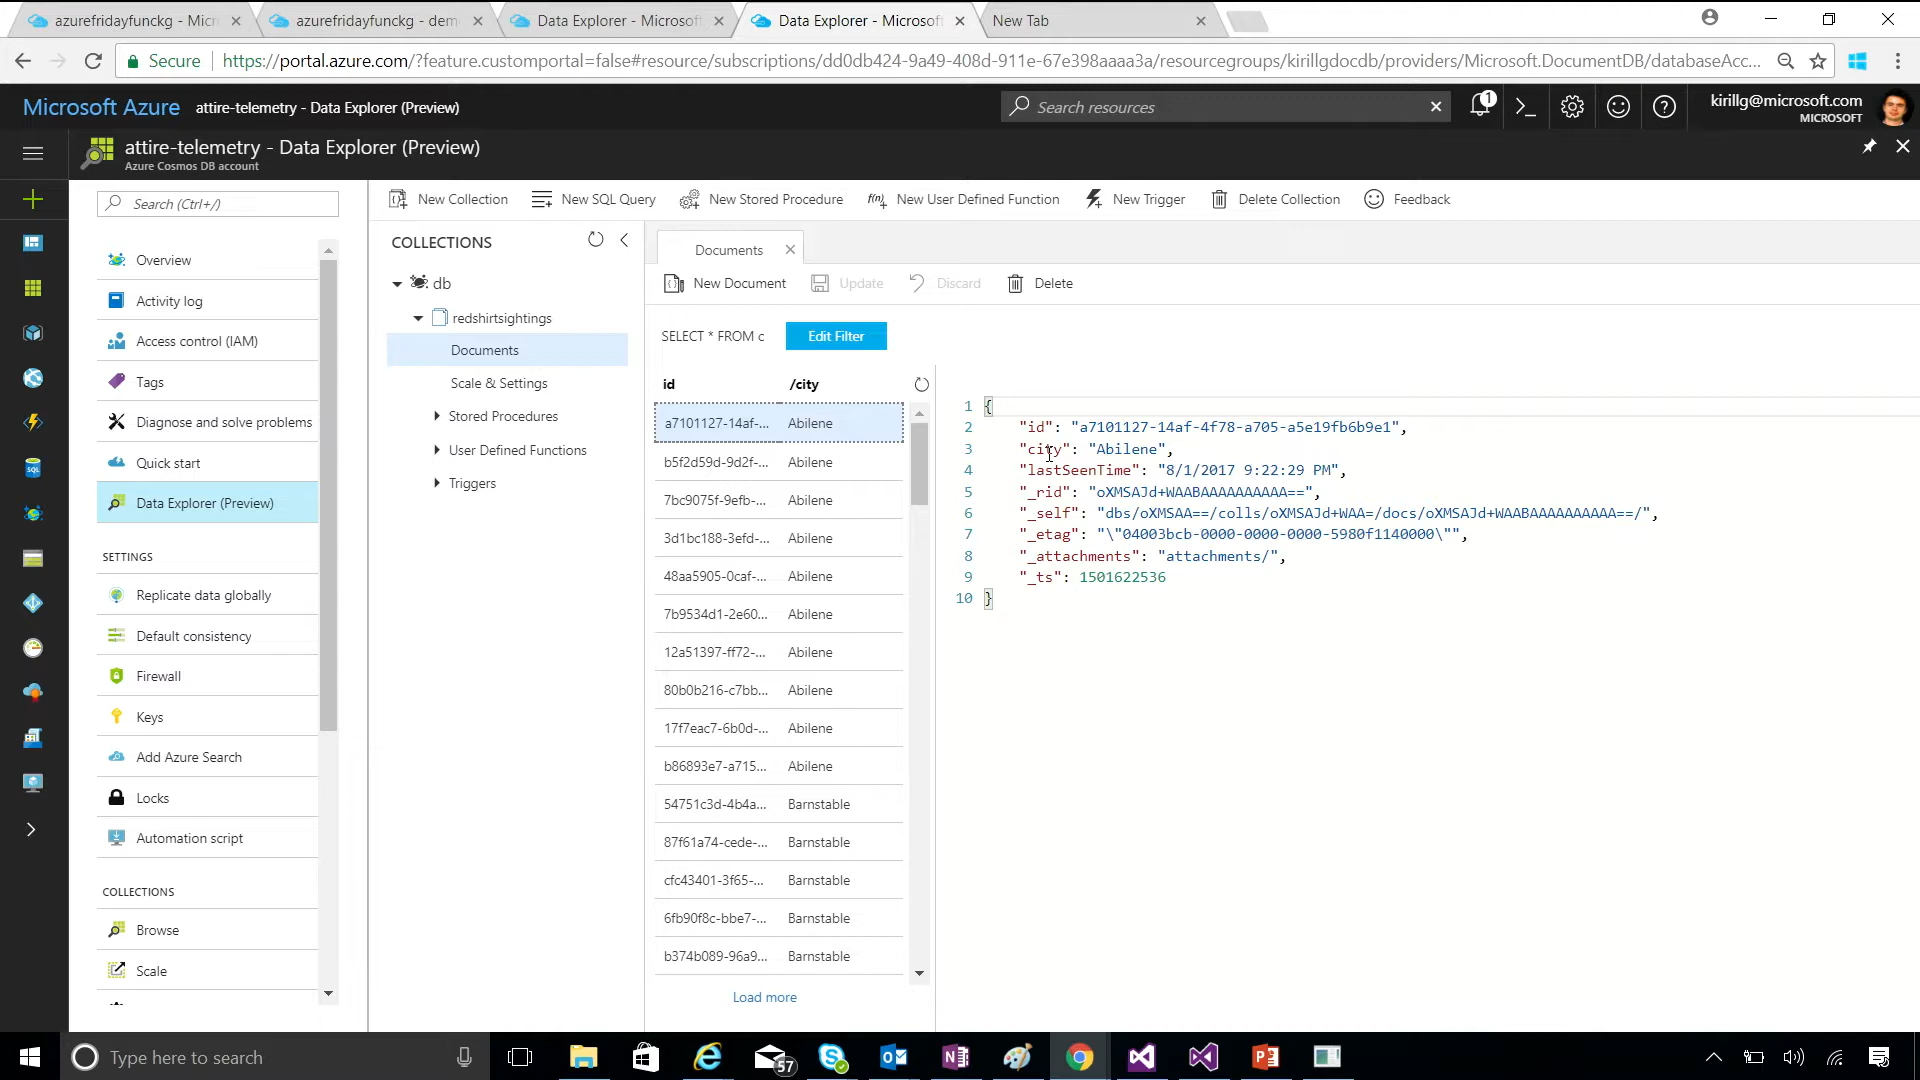 azurefridayfunckg - Micr
azurefridayfunckg - dem
Data Explorer - Microsoft
Data Explorer - Microsoft
New Tab
Secure
https://portal.azure.com/?feature.customportal=false#resource/subscriptions/dd0db424-9a49-408d-911e-67e398aaaa3a/resourcegroups/kirillgdocdb/providers/Microsoft.DocumentDB/databaseAcc...
Microsoft Azure
attire-telemetry - Data Explorer (Preview)
Search resources
1
kirillg@microsoft.com
MICROSOFT
attire-telemetry - Data Explorer (Preview)
Azure Cosmos DB account
Search (Ctrl+/)
Overview
Activity log
Access control (IAM)
Tags
Diagnose and solve problems
Quick start
Data Explorer (Preview)
SETTINGS
Replicate data globally
Default consistency
Firewall
Keys
Add Azure Search
Locks
Automation script
COLLECTIONS
Browse
Scale
New Collection
New SQL Query
New Stored Procedure
New User Defined Function
New Trigger
Delete Collection
Feedback
COLLECTIONS
db
redshirtsightings
Documents
Scale & Settings
Stored Procedures
User Defined Functions
Triggers
Documents
New Document
Update
Discard
Delete
SELECT * FROM c
Edit Filter
id /city
a7101127-14af-... Abilene
b5f2d59d-9d2f-... Abilene
7bc9075f-9efb-... Abilene
3d1bc188-3efd-... Abilene
48aa5905-0caf-... Abilene
7b9534d1-2e60... Abilene
12a51397-ff72-... Abilene
80b0b216-c7bb... Abilene
17f7eac7-6b0d-... Abilene
b86893e7-a715... Abilene
54751c3d-4b4a... Barnstable
87f61a74-cede-... Barnstable
cfc43401-3f65-... Barnstable
6fb90f8c-bbe7-... Barnstable
b374b089-96a9... Barnstable
Load more
1 {
2 "id": "a7101127-14af-4f78-a705-a5e19fb6b9e1",
3 "city": "Abilene",
4 "lastSeenTime": "8/1/2017 9:22:29 PM",
5 "_rid": "oXMSAJd+WAABAAAAAAAAAA==",
6 "_self": "dbs/oXMSAA==/colls/oXMSAJd+WAA=/docs/oXMSAJd+WAABAAAAAAAAAA==/",
7 "_etag": "\"04003bcb-0000-0000-0000-5980f1140000\"",
8 "_attachments": "attachments/",
9 "_ts": 1501622536
10 }
Type here to search
57